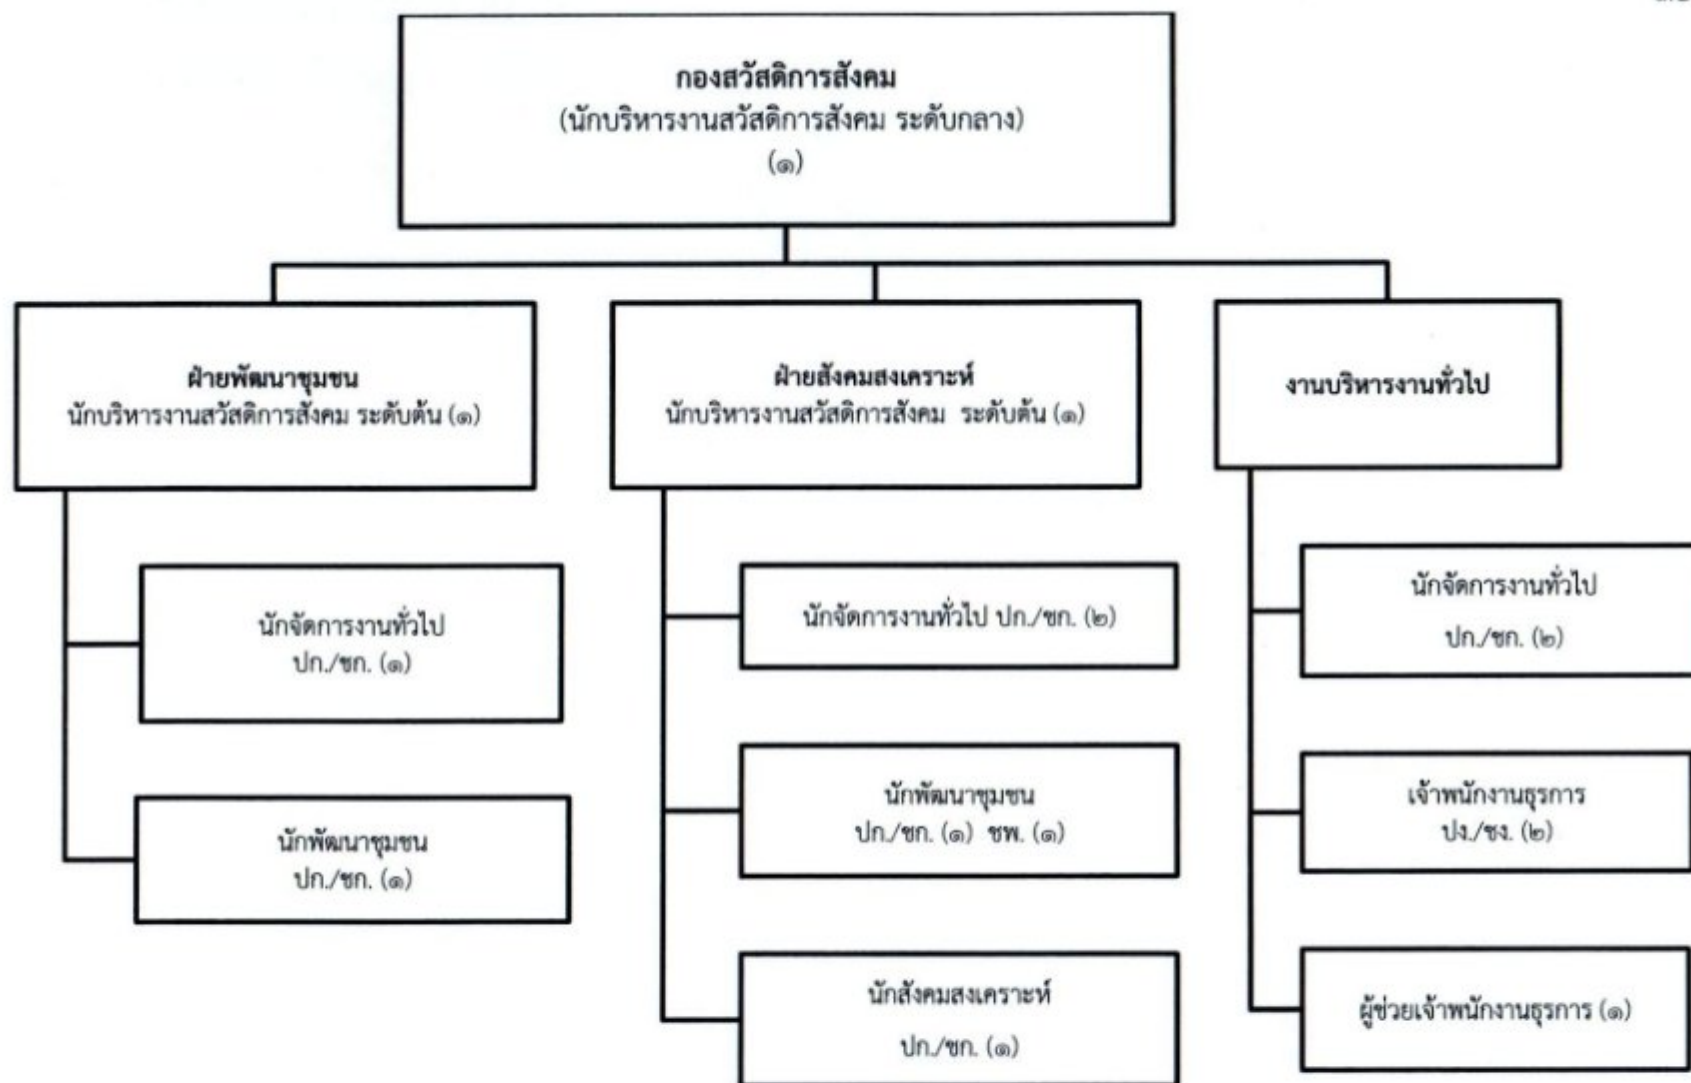 กองสวัสดิการสังคม
(นักบริหารงานสวัสดิการสังคม ระดับกลาง)
(๑)
ฝ่ายพัฒนาชุมชน
นักบริหารงานสวัสดิการสังคม ระดับต้น (๑)
นักจัดการงานทั่วไป
ปก./ชก. (๑)
นักพัฒนาชุมชน
ปก./ชก. (๑)
ฝ่ายสังคมสงเคราะห์
นักบริหารงานสวัสดิการสังคม ระดับต้น (๑)
นักจัดการงานทั่วไป ปก./ชก. (๒)
นักพัฒนาชุมชน
ปก./ชก. (๑) ชพ. (๑)
นักสังคมสงเคราะห์
ปก./ชก. (๑)
งานบริหารงานทั่วไป
นักจัดการงานทั่วไป
ปก./ชก. (๒)
เจ้าพนักงานธุรการ
ปง./ชง. (๒)
ผู้ช่วยเจ้าพนักงานธุรการ (๑)